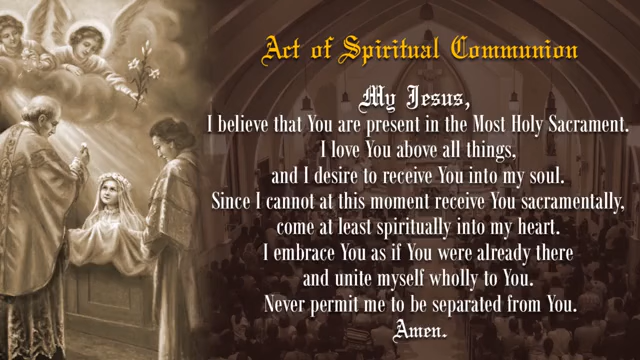 Act of Spiritual Communion
My Jesus,
I believe that You are present in the Most Holy Sacrament.
I love You above all things,
and I desire to receive You into my soul.
Since I cannot at this moment receive You sacramentally,
come at least spiritually into my heart.
I embrace You as if You were already there
and unite myself wholly to You.
Never permit me to be separated from You.
Amen.